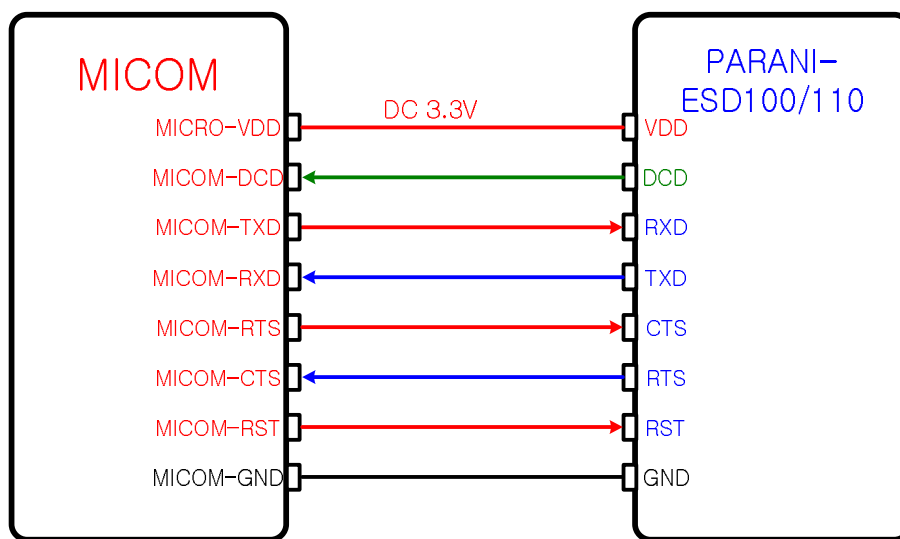 MICOM
PARANI-
ESD100/110
DC 3.3V
MICRO-VDD
VDD
MICOM-DCD
DCD
MICOM-TXD
RXD
MICOM-RXD
TXD
MICOM-RTS
CTS
MICOM-CTS
RTS
MICOM-RST
RST
MICOM-GND
GND